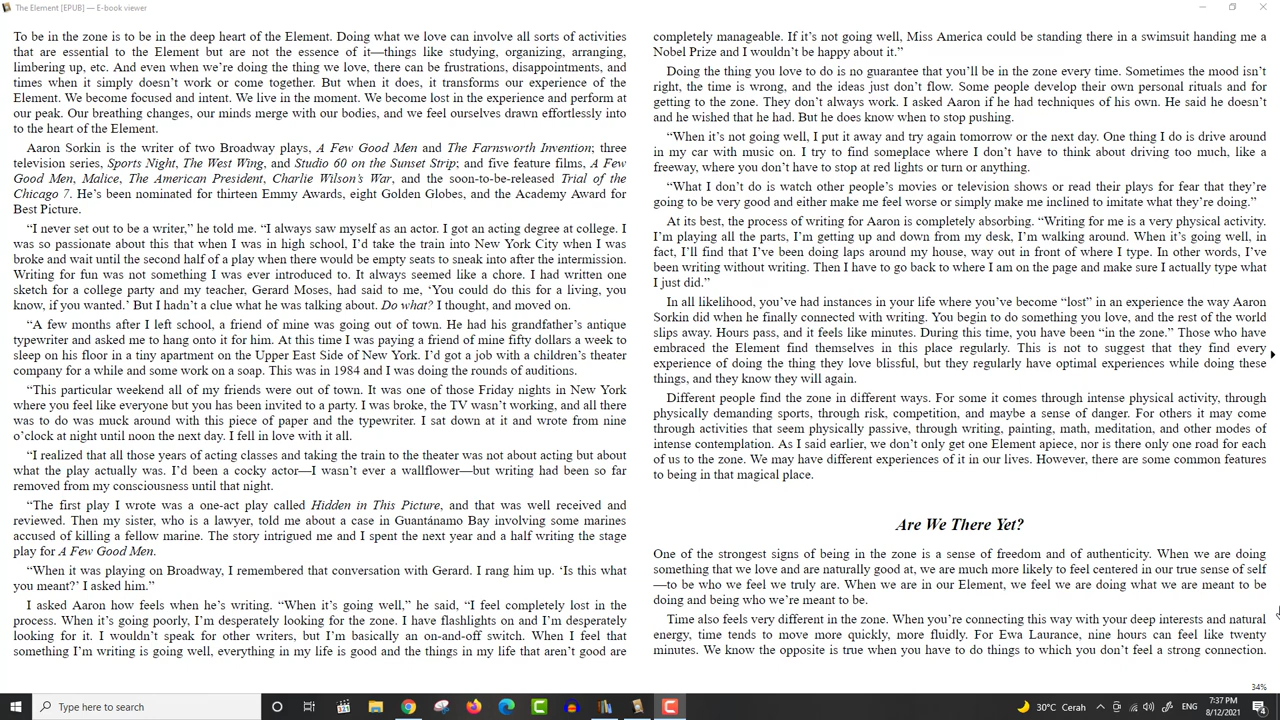 The Element [EPUB] — E-book viewer
To be in the zone is to be in the deep heart of the Element. Doing what we love can involve all sorts of activities
that are essential to the Element but are not the essence of it—things like studying, organizing, arranging,
limbering up, etc. And even when we’re doing the thing we love, there can be frustrations, disappointments, and
times when it simply doesn’t work or come together. But when it does, it transforms our experience of the
Element. We become focused and intent. We live in the moment. We become lost in the experience and perform at
our peak. Our breathing changes, our minds merge with our bodies, and we feel ourselves drawn effortlessly into
to the heart of the Element.
Aaron Sorkin is the writer of two Broadway plays, A Few Good Men and The Farnsworth Invention; three
television series, Sports Night, The West Wing, and Studio 60 on the Sunset Strip; and five feature films, A Few
Good Men, Malice, The American President, Charlie Wilson’s War, and the soon-to-be-released Trial of the
Chicago 7. He’s been nominated for thirteen Emmy Awards, eight Golden Globes, and the Academy Award for
Best Picture.
“I never set out to be a writer,” he told me. “I always saw myself as an actor. I got an acting degree at college. I
was so passionate about this that when I was in high school, I’d take the train into New York City when I was
broke and wait until the second half of a play when there would be empty seats to sneak into after the intermission.
Writing for fun was not something I was ever introduced to. It always seemed like a chore. I had written one
sketch for a college party and my teacher, Gerard Moses, had said to me, ‘You could do this for a living, you
know, if you wanted.’ But I hadn’t a clue what he was talking about. Do what? I thought, and moved on.
“A few months after I left school, a friend of mine was going out of town. He had his grandfather’s antique
typewriter and asked me to hang onto it for him. At this time I was paying a friend of mine fifty dollars a week to
sleep on his floor in a tiny apartment on the Upper East Side of New York. I’d got a job with a children’s theater
company for a while and some work on a soap. This was in 1984 and I was doing the rounds of auditions.
“This particular weekend all of my friends were out of town. It was one of those Friday nights in New York
where you feel like everyone but you has been invited to a party. I was broke, the TV wasn’t working, and all there
was to do was muck around with this piece of paper and the typewriter. I sat down at it and wrote from nine
o’clock at night until noon the next day. I fell in love with it all.
“I realized that all those years of acting classes and taking the train to the theater was not about acting but about
what the play actually was. I’d been a cocky actor—I wasn’t ever a wallflower—but writing had been so far
removed from my consciousness until that night.
“The first play I wrote was a one-act play called Hidden in This Picture, and that was well received and
reviewed. Then my sister, who is a lawyer, told me about a case in Guantánamo Bay involving some marines
accused of killing a fellow marine. The story intrigued me and I spent the next year and a half writing the stage
play for A Few Good Men.
“When it was playing on Broadway, I remembered that conversation with Gerard. I rang him up. ‘Is this what
you meant?’ I asked him.”
I asked Aaron how feels when he’s writing. “When it’s going well,” he said, “I feel completely lost in the
process. When it’s going poorly, I’m desperately looking for the zone. I have flashlights on and I’m desperately
looking for it. I wouldn’t speak for other writers, but I’m basically an on-and-off switch. When I feel that
something I’m writing is going well, everything in my life is good and the things in my life that aren’t good are
completely manageable. If it’s not going well, Miss America could be standing there in a swimsuit handing me a
Nobel Prize and I wouldn’t be happy about it.”
Doing the thing you love to do is no guarantee that you’ll be in the zone every time. Sometimes the mood isn’t
right, the time is wrong, and the ideas just don’t flow. Some people develop their own personal rituals and for
getting to the zone. They don’t always work. I asked Aaron if he had techniques of his own. He said he doesn’t
and he wished that he had. But he does know when to stop pushing.
“When it’s not going well, I put it away and try again tomorrow or the next day. One thing I do is drive around
in my car with music on. I try to find someplace where I don’t have to think about driving too much, like a
freeway, where you don’t have to stop at red lights or turn or anything.
“What I don’t do is watch other people’s movies or television shows or read their plays for fear that they’re
going to be very good and either make me feel worse or simply make me inclined to imitate what they’re doing.”
At its best, the process of writing for Aaron is completely absorbing. “Writing for me is a very physical activity.
I’m playing all the parts, I’m getting up and down from my desk, I’m walking around. When it’s going well, in
fact, I’ll find that I’ve been doing laps around my house, way out in front of where I type. In other words, I’ve
been writing without writing. Then I have to go back to where I am on the page and make sure I actually type what
I just did.”
In all likelihood, you’ve had instances in your life where you’ve become “lost” in an experience the way Aaron
Sorkin did when he finally connected with writing. You begin to do something you love, and the rest of the world
slips away. Hours pass, and it feels like minutes. During this time, you have been “in the zone.” Those who have
embraced the Element find themselves in this place regularly. This is not to suggest that they find every
experience of doing the thing they love blissful, but they regularly have optimal experiences while doing these
things, and they know they will again.
Different people find the zone in different ways. For some it comes through intense physical activity, through
physically demanding sports, through risk, competition, and maybe a sense of danger. For others it may come
through activities that seem physically passive, through writing, painting, math, meditation, and other modes of
intense contemplation. As I said earlier, we don’t only get one Element apiece, nor is there only one road for each
of us to the zone. We may have different experiences of it in our lives. However, there are some common features
to being in that magical place.
Are We There Yet?
One of the strongest signs of being in the zone is a sense of freedom and of authenticity. When we are doing
something that we love and are naturally good at, we are much more likely to feel centered in our true sense of self
—to be who we feel we truly are. When we are in our Element, we feel we are doing what we are meant to be
doing and being who we’re meant to be.
Time also feels very different in the zone. When you’re connecting this way with your deep interests and natural
energy, time tends to move more quickly, more fluidly. For Ewa Laurance, nine hours can feel like twenty
minutes. We know the opposite is true when you have to do things to which you don’t feel a strong connection.
34%
Type here to search
30°C Cerah
ENG
7:37 PM
8/12/2021
4